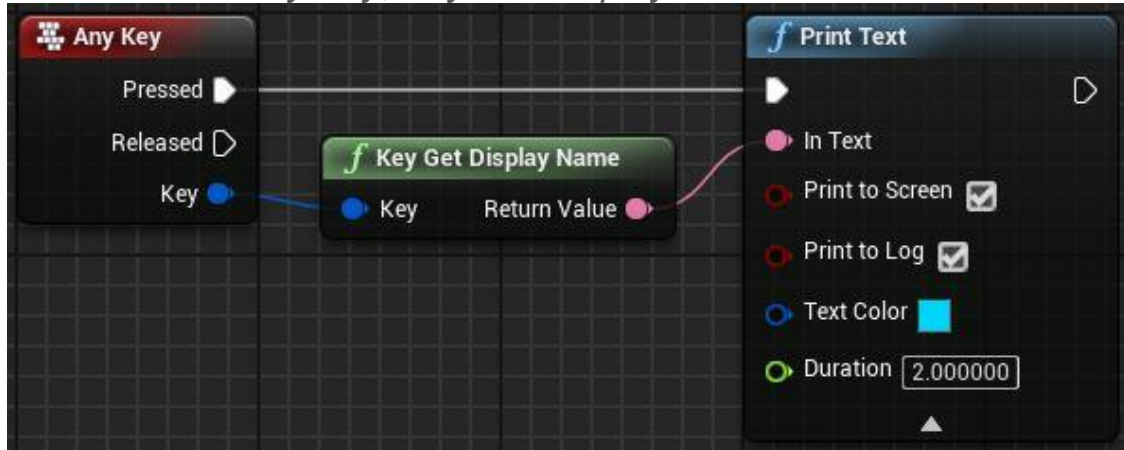 Any Key
Pressed
Released
Key
f Key Get Display Name
Key Return Value
f Print Text
In Text
Print to Screen
Print to Log
Text Color
Duration 2.000000